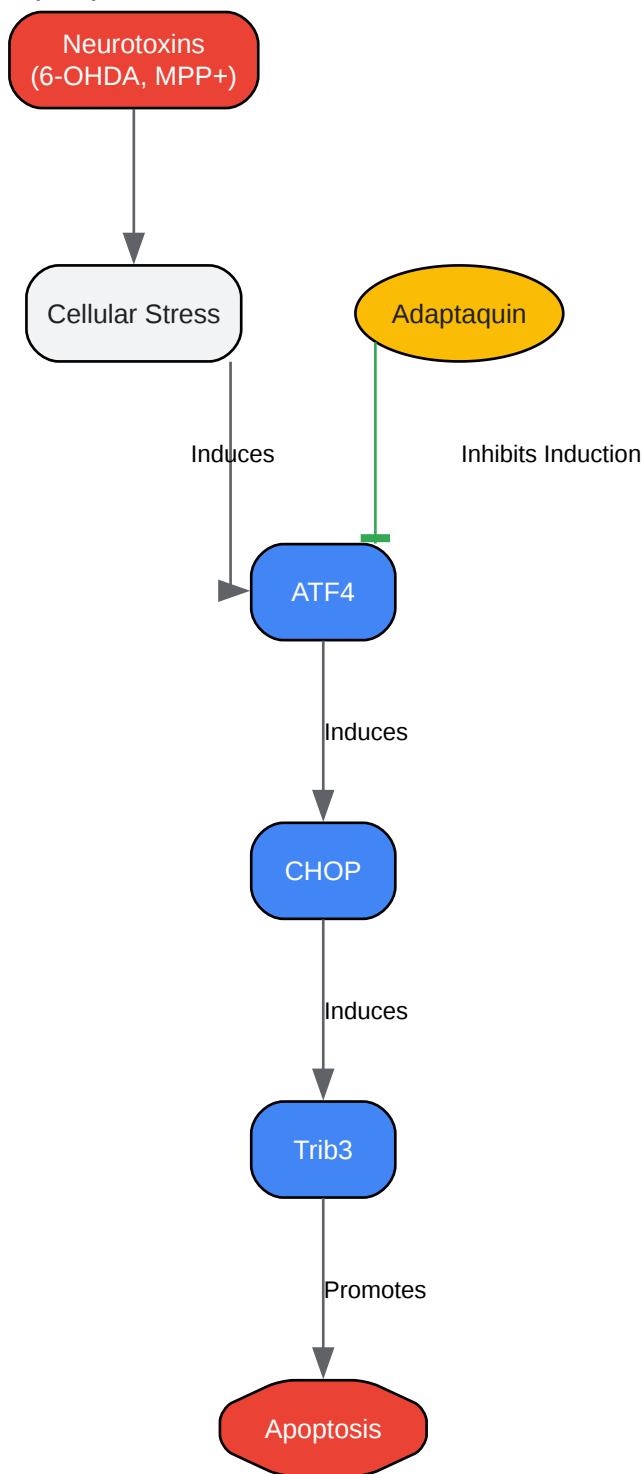 Neurotoxins
(6-OHDA, MPP+)
Cellular Stress
Adaptaquin
Induces
Inhibits Induction
ATF4
Induces
CHOP
Induces
Trib3
Promotes
Apoptosis